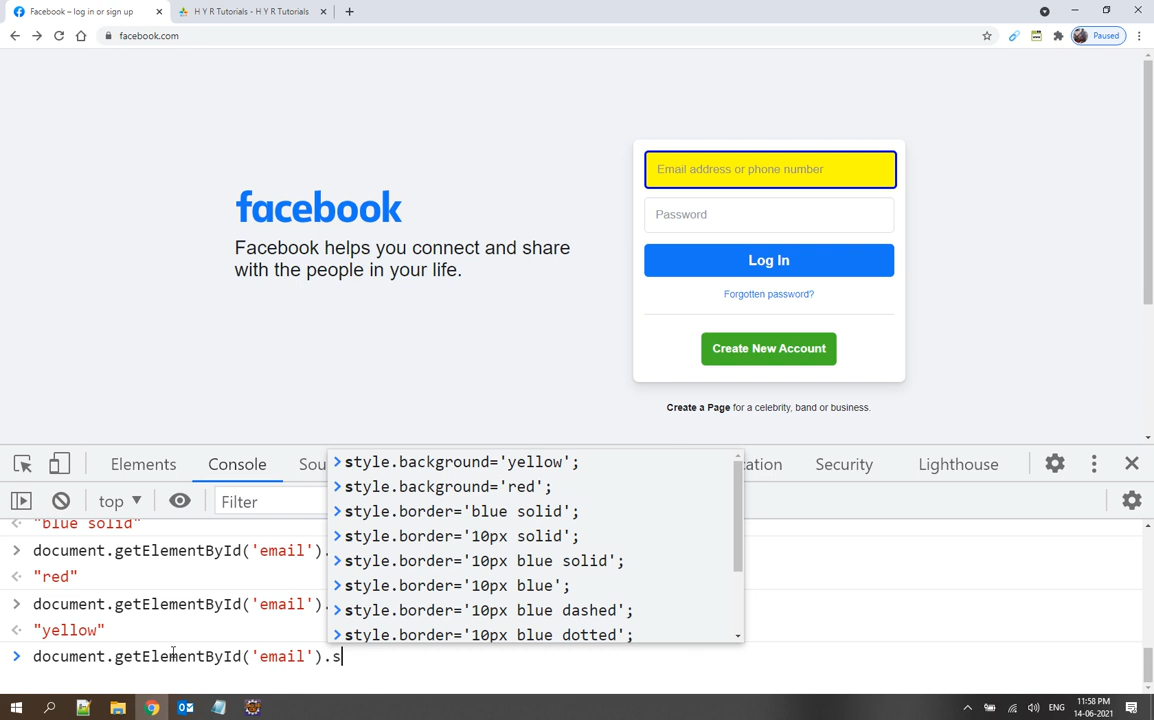 Facebook – log in or sign up
H Y R Tutorials - H Y R Tutorials
facebook.com
Paused
facebook
Facebook helps you connect and share
with the people in your life.
Email address or phone number
Password
Log In
Forgotten password?
Create New Account
Create a Page for a celebrity, band or business.
Elements Console Sou ation Security Lighthouse
top Filter
"blue solid"
document.getElementById('email').
"red"
document.getElementById('email').
"yellow"
document.getElementById('email').s
style.background='yellow';
style.background='red';
style.border='blue solid';
style.border='10px solid';
style.border='10px blue solid';
style.border='10px blue';
style.border='10px blue dashed';
style.border='10px blue dotted';
ENG
11:58 PM
14-06-2021